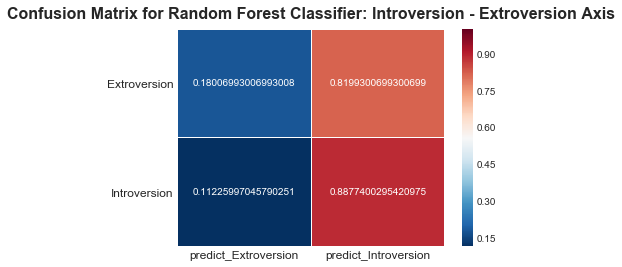 Confusion Matrix for Random Forest Classifier: Introversion - Extroversion Axis
Extroversion
0.18006993006993008
0.8199300699300699
Introversion
0.11225997045790251
0.8877400295420975
predict_Extroversion
predict_Introversion
0.90
0.75
0.60
0.45
0.30
0.15